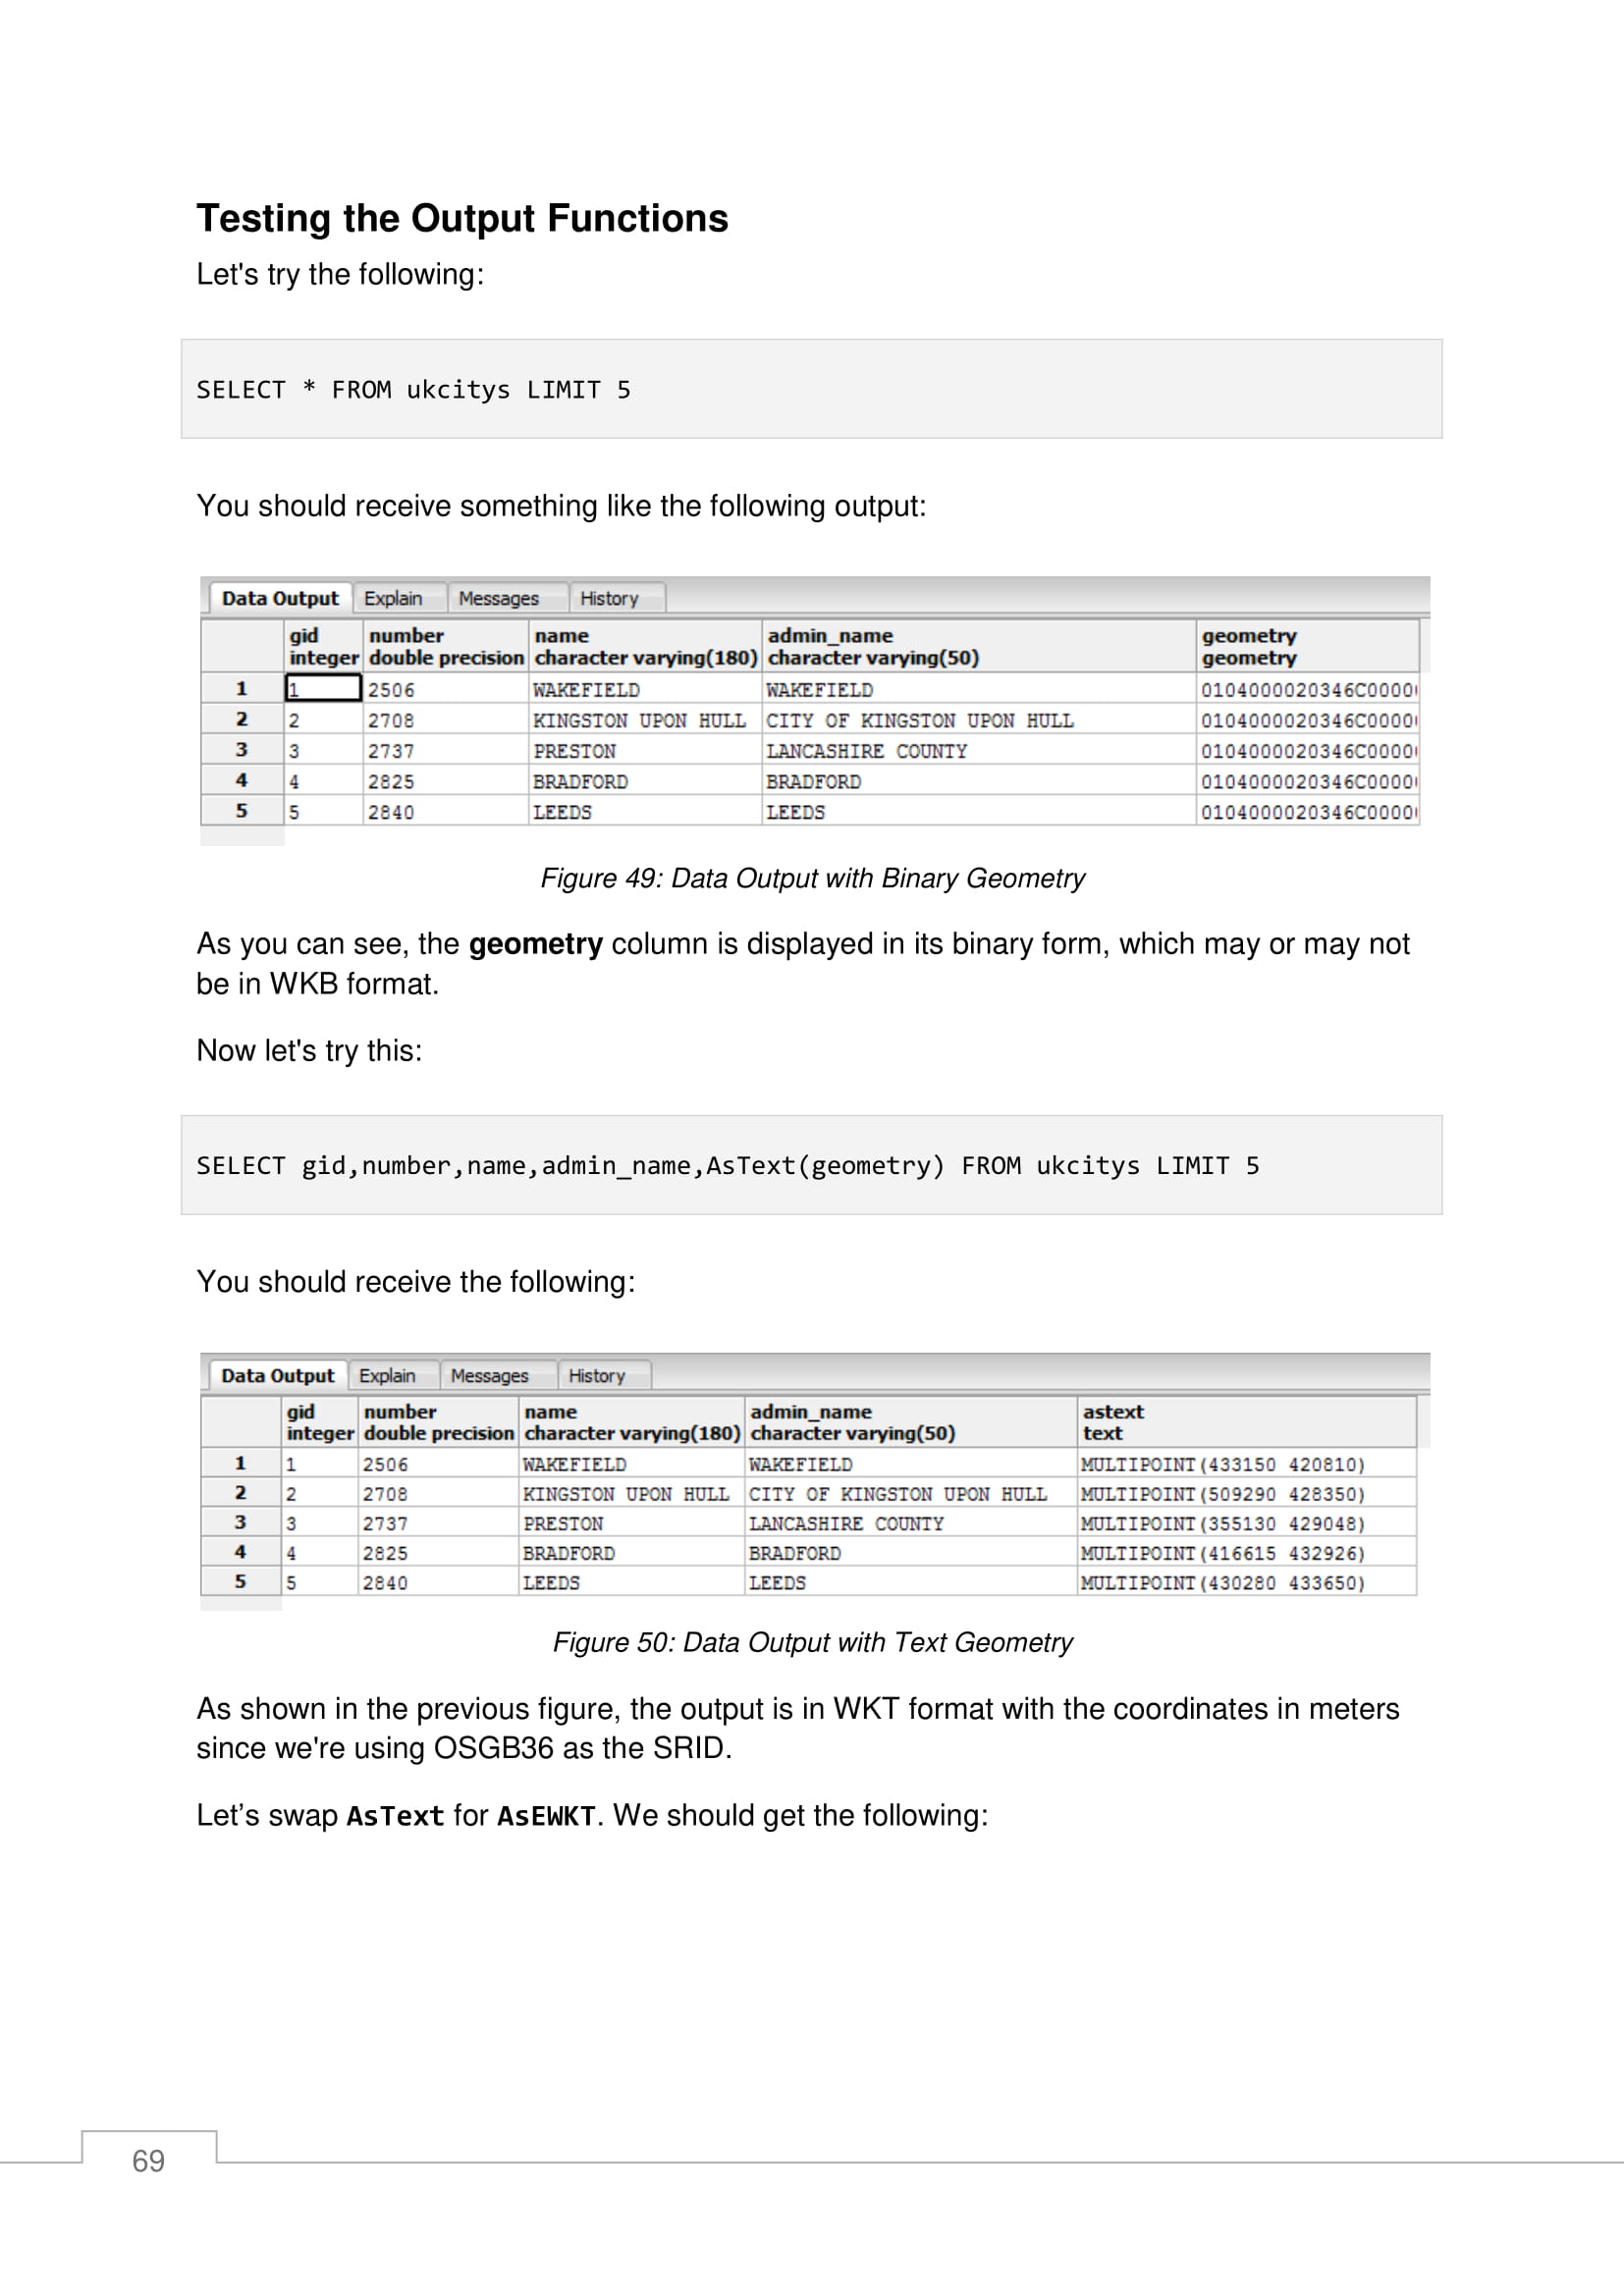 Testing the Output Functions
Let's try the following:
SELECT * FROM ukcitys LIMIT 5
You should receive something like the following output:
Data Output Explain Messages History
gid number name admin_name geometry
integer double precision character varying(180) character varying(50) geometry
1 1 2506 WAKEFIELD WAKEFIELD 0104000020346C0000
2 2 2708 KINGSTON UPON HULL CITY OF KINGSTON UPON HULL 0104000020346C0000
3 3 2737 PRESTON LANCASHIRE COUNTY 0104000020346C0000
4 4 2825 BRADFORD BRADFORD 0104000020346C0000
5 5 2840 LEEDS LEEDS 0104000020346C0000
Figure 49: Data Output with Binary Geometry
As you can see, the geometry column is displayed in its binary form, which may or may not
be in WKB format.
Now let's try this:
SELECT gid,number,name,admin_name,AsText(geometry) FROM ukcitys LIMIT 5
You should receive the following:
Data Output Explain Messages History
gid number name admin_name astext
integer double precision character varying(180) character varying(50) text
1 1 2506 WAKEFIELD WAKEFIELD MULTIPOINT(433150 420810)
2 2 2708 KINGSTON UPON HULL CITY OF KINGSTON UPON HULL MULTIPOINT(509290 428350)
3 3 2737 PRESTON LANCASHIRE COUNTY MULTIPOINT(355130 429048)
4 4 2825 BRADFORD BRADFORD MULTIPOINT(416615 432926)
5 5 2840 LEEDS LEEDS MULTIPOINT(430280 433650)
Figure 50: Data Output with Text Geometry
As shown in the previous figure, the output is in WKT format with the coordinates in meters
since we're using OSGB36 as the SRID.
Let’s swap AsText for AsEWKT. We should get the following:
69